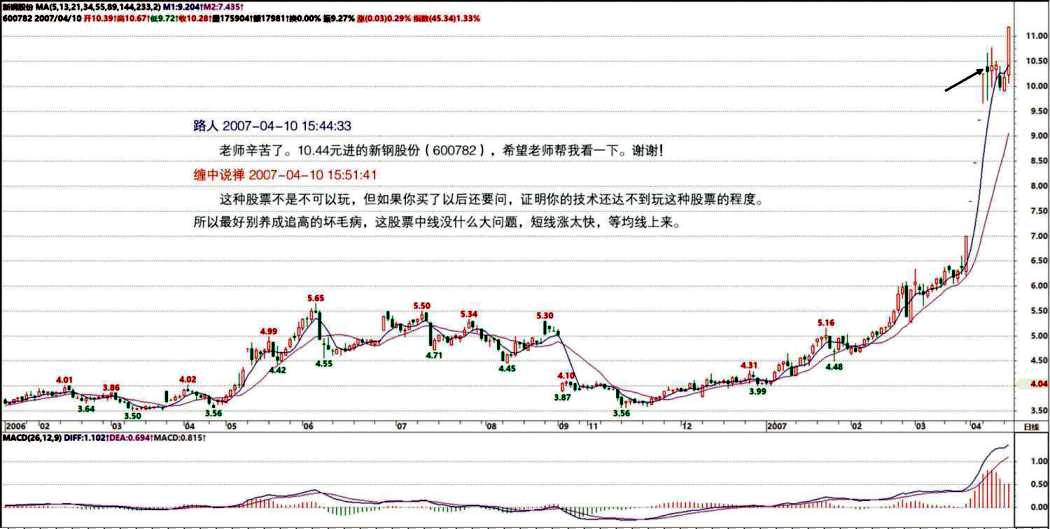 新钢股份 MA(5,13,21,34,55,89,144,233,2) M1:9.204↑M2:7.435↑
600782 2007/04/10 开10.39↑高10.67↑低9.72↑收10.28↑量175904↑额17981↑换0.00% 振9.27% 涨(0.03)0.29% 指数(45.34)1.33%
11.00
10.50
10.00
9.50
9.00
8.50
8.00
7.50
7.00
6.50
6.00
5.50
5.00
4.50
4.04
3.50
路人 2007-04-10 15:44:33
老师辛苦了。10.44元进的新钢股份（600782），希望老师帮我看一下。谢谢！
缠中说禅 2007-04-10 15:51:41
这种股票不是不可以玩，但如果你买了以后还要问，证明你的技术还达不到玩这种股票的程度。
所以最好别养成追高的坏毛病，这股票中线没什么大问题，短线涨太快，等均线上来。
4.01 3.64 3.86 3.50 4.02 3.56 4.99 4.42 5.65 4.55 5.50 4.71 5.34 4.45 5.30 4.10 3.87 3.56 4.31 3.99 5.16 4.48
2006 02 03 04 05 06 07 08 09 11 12 2007 02 03 04 日线
MACD(26,12,9) DIFF:1.102↑DEA:0.694↑MACD:0.815↑
1.00
0.50
0.00